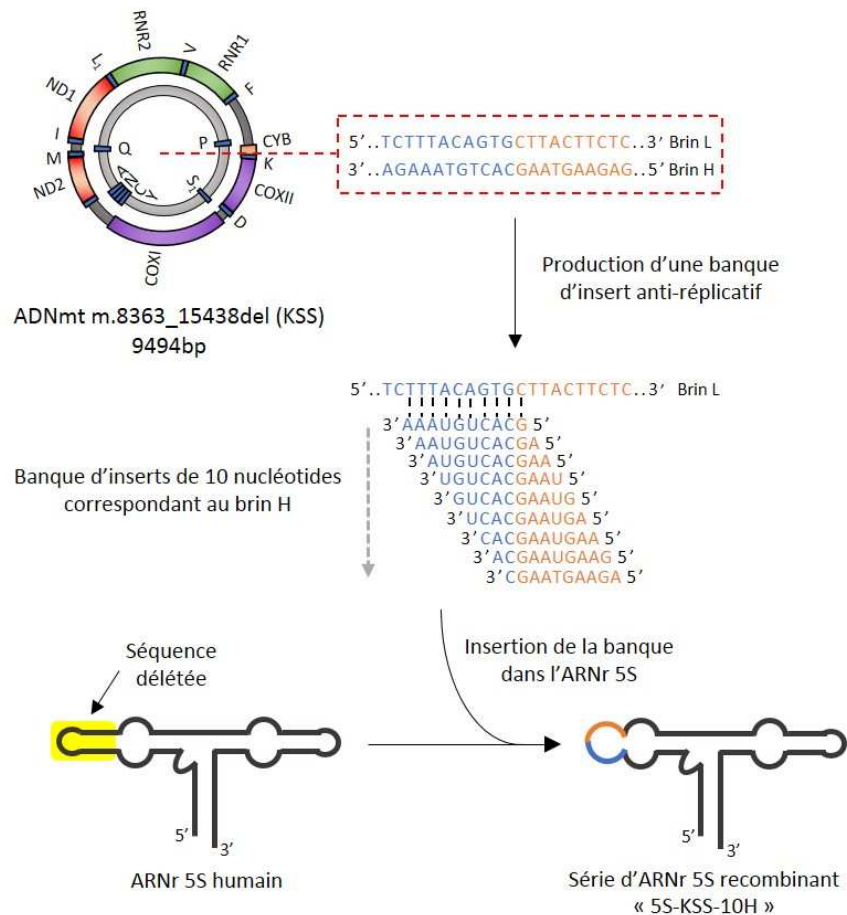 RNR2
V
RNR1
F
L1
ND1
I
M
ND2
Q
P
CYB
K
COXII
D
S1
ANCY
COXI
5'..TCTTTACAGTGCTTACTTCTC..3' Brin L
3'..AGAAATGTCACGAATGAAGAG..5' Brin H
ADNmt m.8363_15438del (KSS)
9494bp
Production d'une banque
d'insert anti-réplicatif
5'..TCTTTACAGTGCTTACTTCTC..3' Brin L
3'AAAUGUCACG 5'
3'AAUGUCACGA 5'
3'AUGUCACGAA 5'
3'UGUCACGAAU 5'
3'GUCACGAAUG 5'
3'UCACGAAUGA 5'
3'CACGAAUGAA 5'
3'ACGAAUGAAG 5'
3'CGAATGAAGA 5'
Banque d'inserts de 10 nucléotides
correspondant au brin H
Séquence
délétée
Insertion de la banque
dans l'ARNr 5S
5'
3'
ARNr 5S humain
5'
3'
Série d'ARNr 5S recombinant
« 5S-KSS-10H »